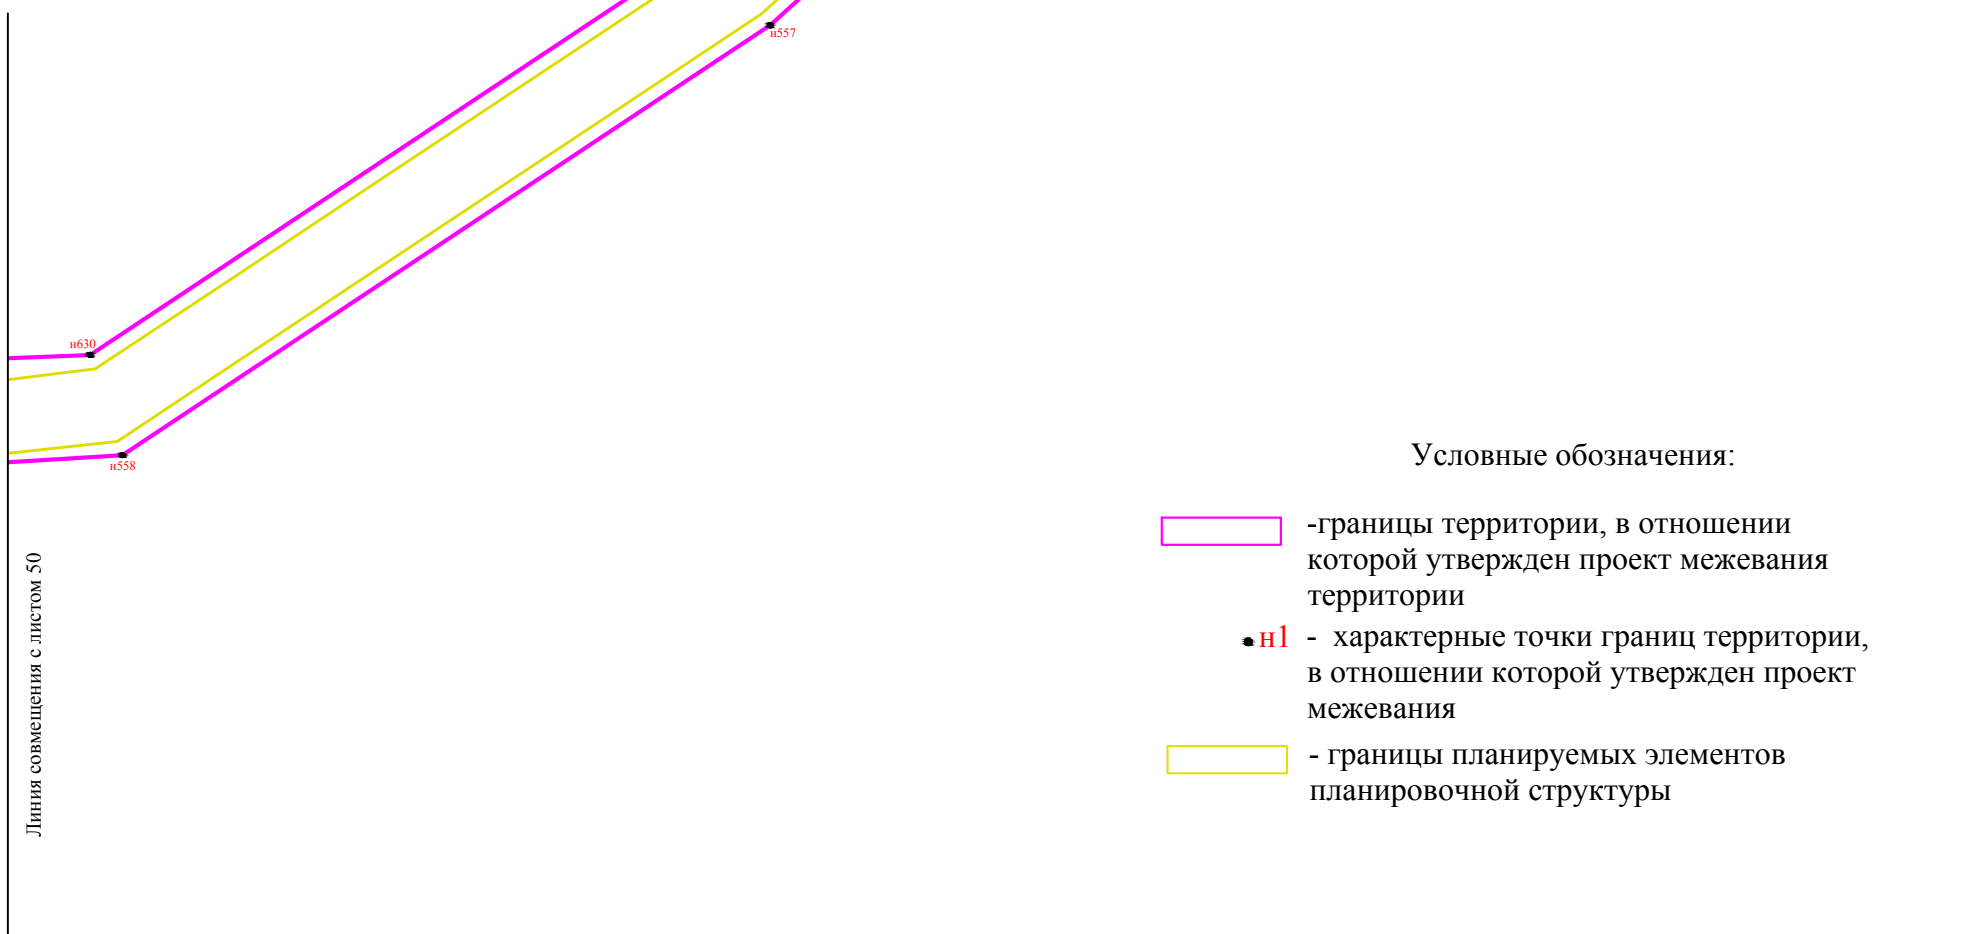 н557
н630
н558
Линия совмещения с листом 50
Условные обозначения:
-границы территории, в отношении
которой утвержден проект межевания
территории
н1 - характерные точки границ территории,
в отношении которой утвержден проект
межевания
- границы планируемых элементов
планировочной структуры